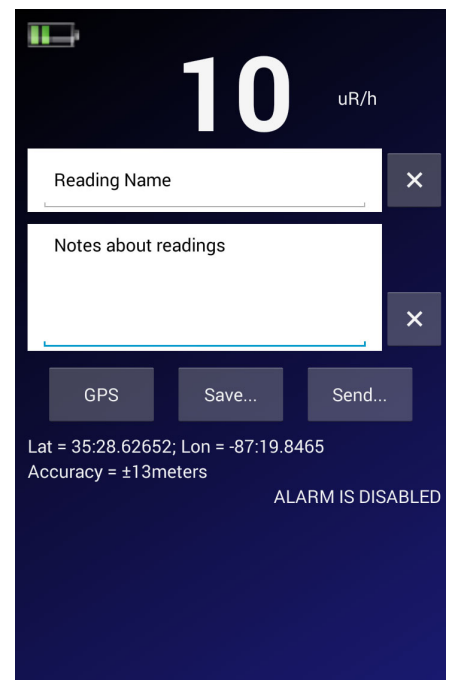 10 uR/h
Reading Name
×
Notes about readings
×
GPS Save... Send...
Lat = 35:28.62652; Lon = -87:19.8465
Accuracy = ±13meters
ALARM IS DISABLED